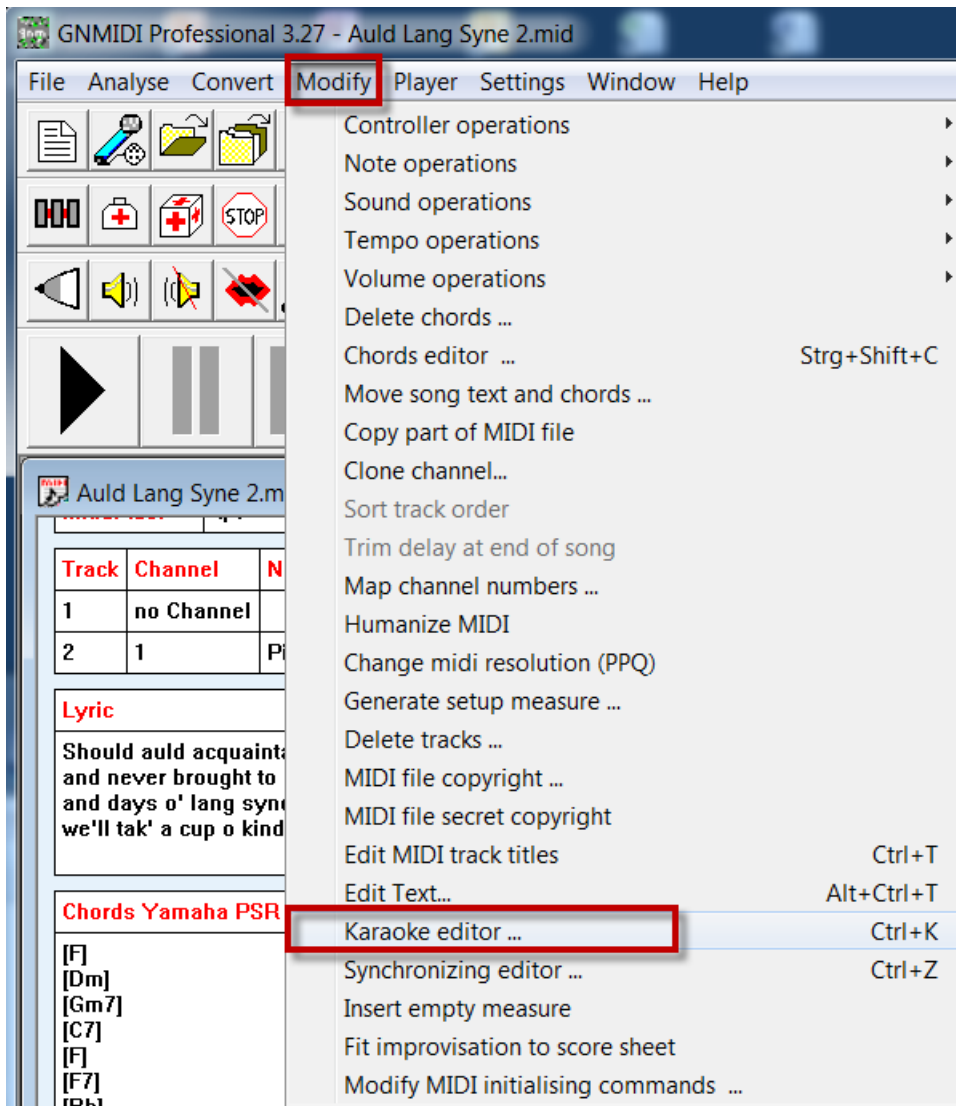 GNMIDI Professional 3.27 - Auld Lang Syne 2.mid
File Analyse Convert Modify Player Settings Window Help
STOP
Controller operations
Note operations
Sound operations
Tempo operations
Volume operations
Delete chords ...
Chords editor ... Strg+Shift+C
Move song text and chords ...
Copy part of MIDI file
Clone channel...
Sort track order
Trim delay at end of song
Map channel numbers ...
Humanize MIDI
Change midi resolution (PPQ)
Generate setup measure ...
Delete tracks ...
MIDI file copyright ...
MIDI file secret copyright
Edit MIDI track titles Ctrl+T
Edit Text... Alt+Ctrl+T
Karaoke editor ... Ctrl+K
Synchronizing editor ... Ctrl+Z
Insert empty measure
Fit improvisation to score sheet
Modify MIDI initialising commands ...
Auld Lang Syne 2.m
Track Channel N
1 no Channel
2 1 Pi
Lyric
Should auld acquainta
and never brought to
and days o' lang syne
we'll tak' a cup o kind
Chords Yamaha PSR
[F]
[Dm]
[Gm7]
[C7]
[F]
[F7]